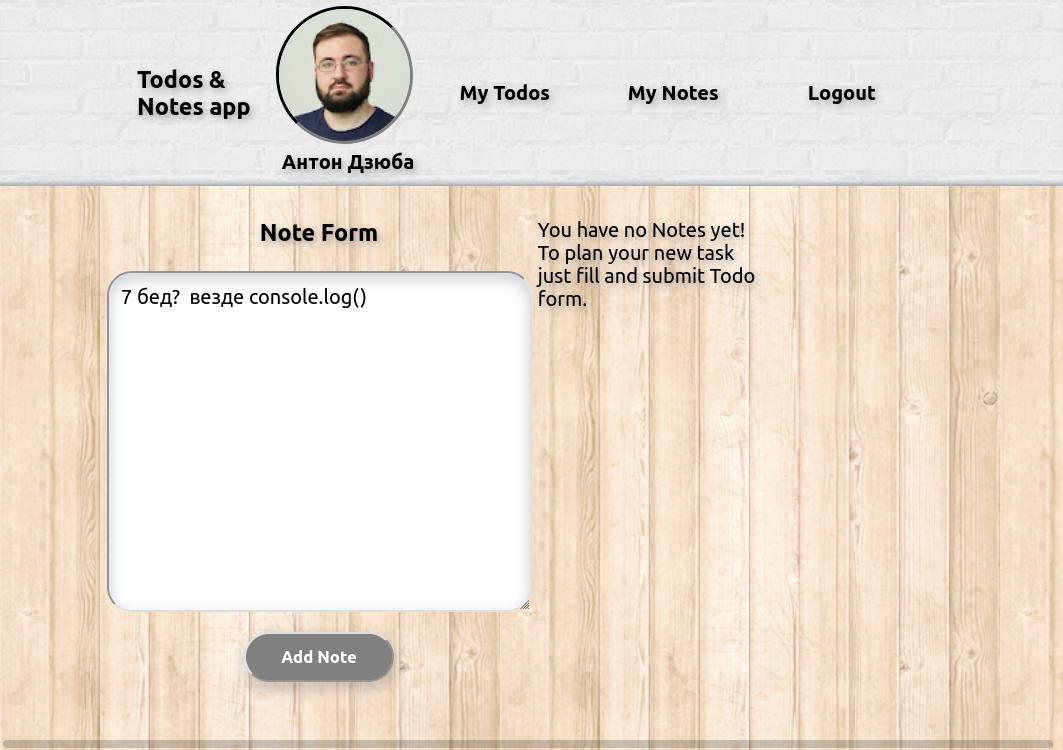 Todos &
Notes app
Антон Дзюба
My Todos
My Notes
Logout
Note Form
7 бед?  везде console.log()
Add Note
You have no Notes yet!
To plan your new task
just fill and submit Todo
form.